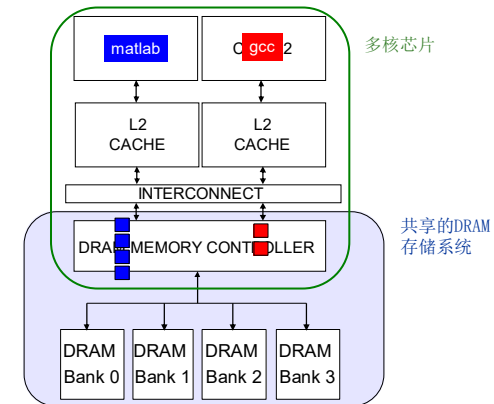 matlab
gcc
多核芯片
L2
CACHE
L2
CACHE
INTERCONNECT
共享的DRAM
存储系统
DRAM MEMORY CONTROLLER
DRAM
Bank 0
DRAM
Bank 1
DRAM
Bank 2
DRAM
Bank 3